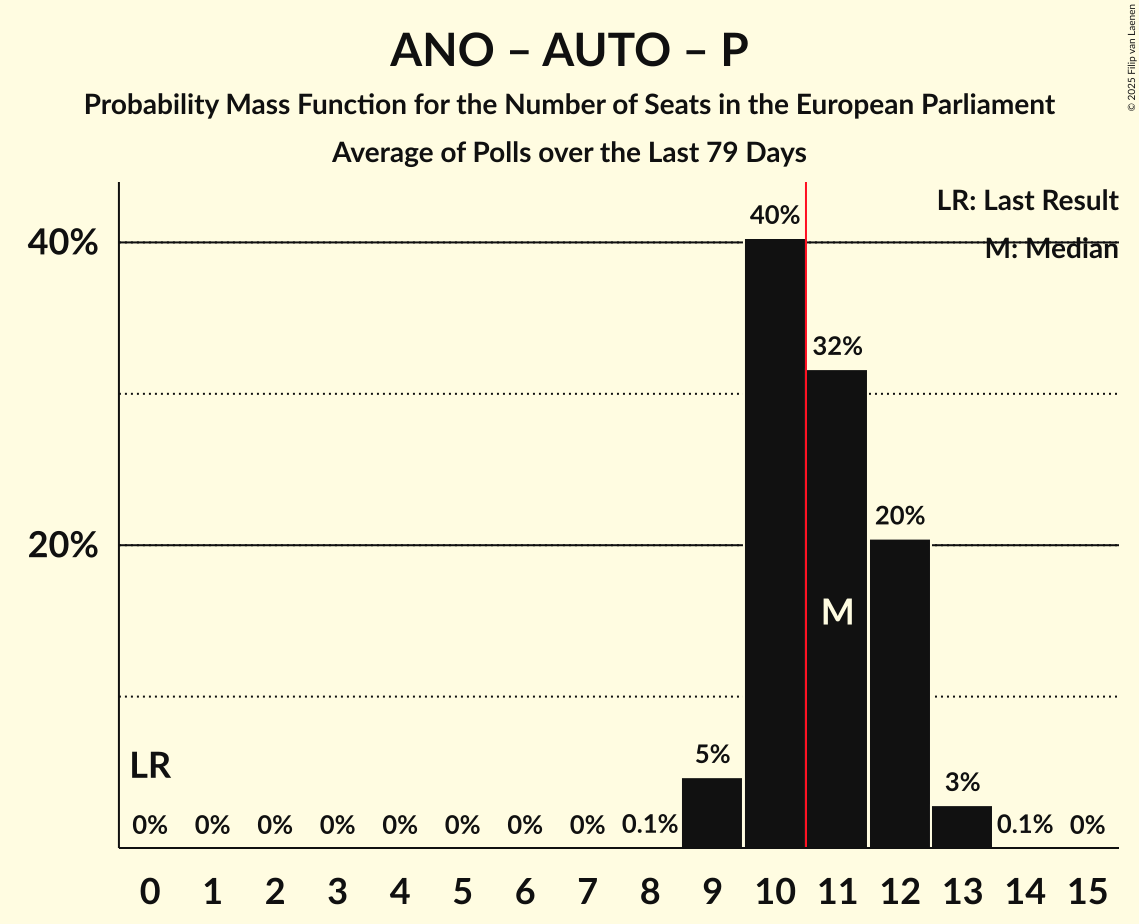 ANO – AUTO – P
Probability Mass Function for the Number of Seats in the European Parliament
Average of Polls over the Last 79 Days
© 2025 Filip van Laenen
LR: Last Result
M: Median
40%
20%
40%
32%
20%
M
LR
5%
3%
0% 0% 0% 0% 0% 0% 0% 0% 0.1% 0.1% 0%
0 1 2 3 4 5 6 7 8 9 10 11 12 13 14 15